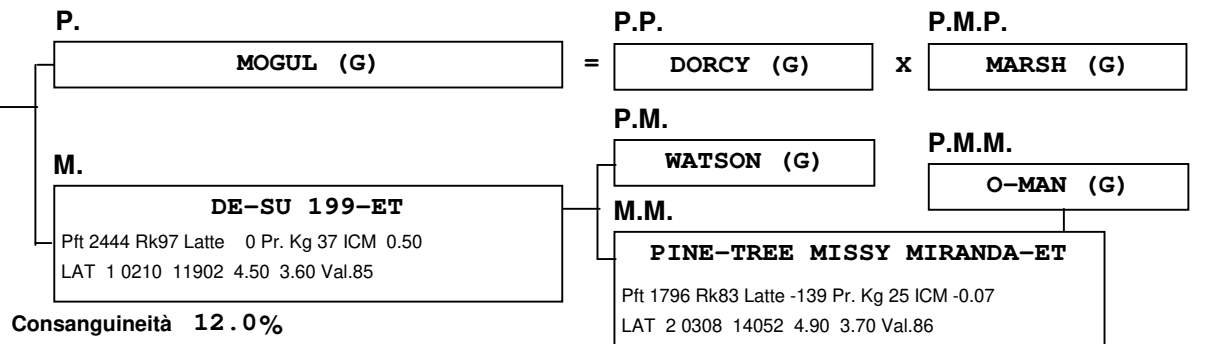 P. P.P. P.M.P.
MOGUL (G) = DORCY (G) X MARSH (G)
P.M.
WATSON (G)
P.M.M.
O-MAN (G)
M.
DE-SU 199-ET
Pft 2444 Rk97 Latte 0 Pr. Kg 37 ICM 0.50
LAT 1 0210 11902 4.50 3.60 Val.85
M.M.
PINE-TREE MISSY MIRANDA-ET
Pft 1796 Rk83 Latte -139 Pr. Kg 25 ICM -0.07
LAT 2 0308 14052 4.90 3.70 Val.86
Consanguineità 12.0%